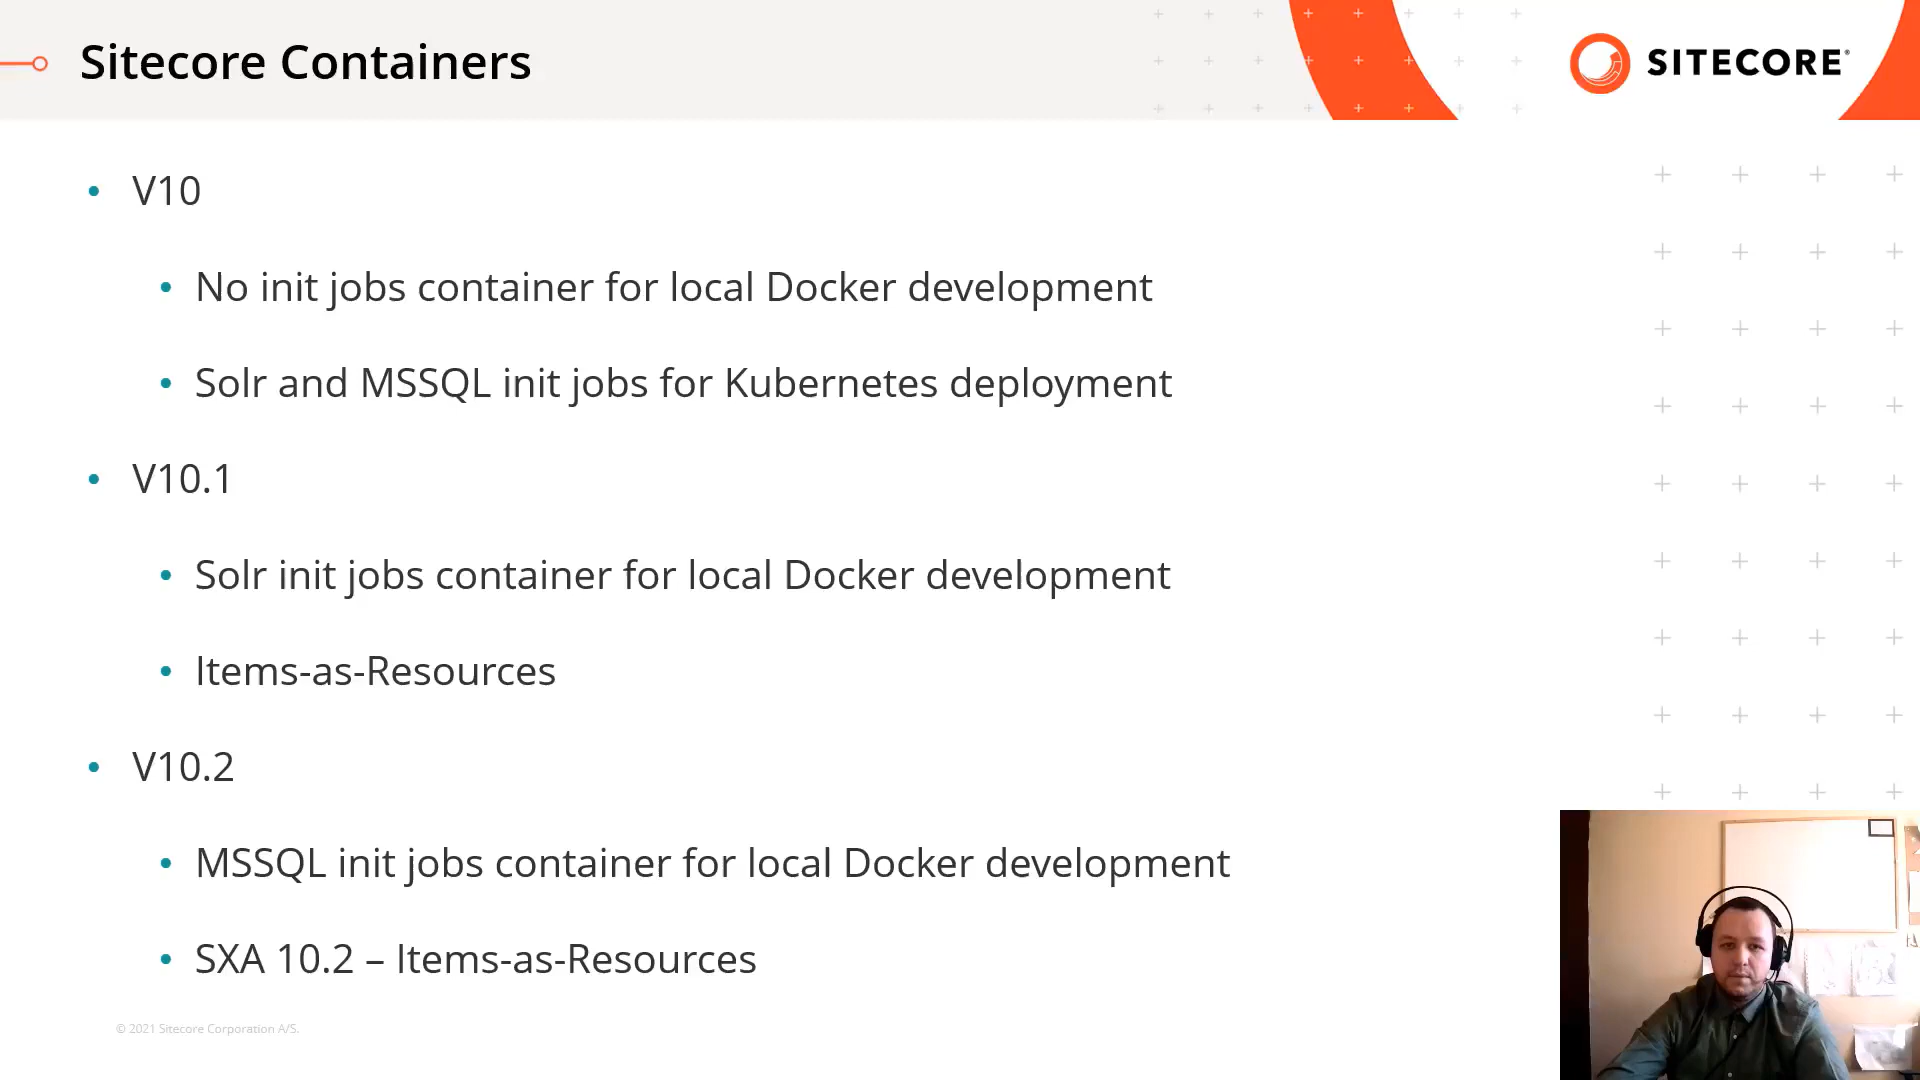 Sitecore Containers
SITECORE®
• V10
• No init jobs container for local Docker development
• Solr and MSSQL init jobs for Kubernetes deployment
• V10.1
• Solr init jobs container for local Docker development
• Items-as-Resources
• V10.2
• MSSQL init jobs container for local Docker development
• SXA 10.2 – Items-as-Resources
© 2021 Sitecore Corporation A/S.